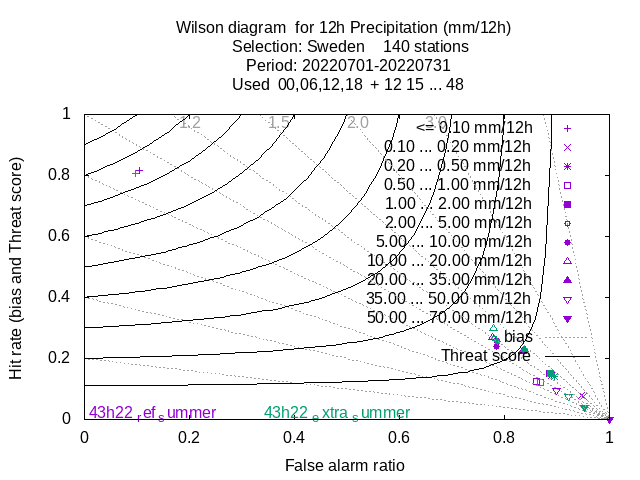 Wilson diagram  for 12h Precipitation (mm/12h)
Selection: Sweden    140 stations
Period: 20220701-20220731
Used  00,06,12,18  + 12 15 ... 48
Hit rate (bias and Threat score)
1
0.8
0.6
0.4
0.2
0
1.2
1.5
2.0
3.0
<= 0.10 mm/12h
0.10 ... 0.20 mm/12h
0.20 ... 0.50 mm/12h
0.50 ... 1.00 mm/12h
1.00 ... 2.00 mm/12h
2.00 ... 5.00 mm/12h
5.00 ... 10.00 mm/12h
10.00 ... 20.00 mm/12h
20.00 ... 35.00 mm/12h
35.00 ... 50.00 mm/12h
50.00 ... 70.00 mm/12h
bias
Threat score
43h22_ref_summer
43h22_extra_summer
0
0.2
0.4
0.6
0.8
1
False alarm ratio